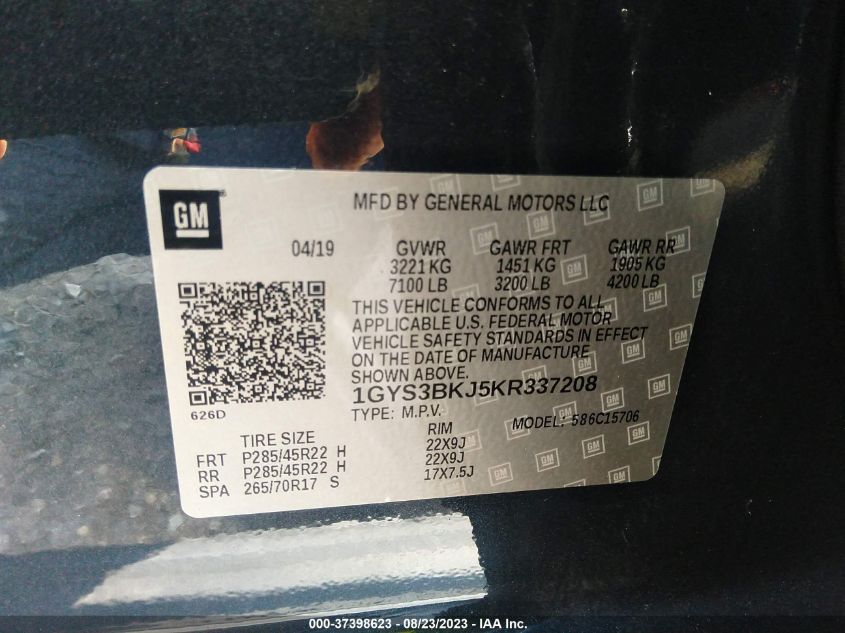 GM
MFD BY GENERAL MOTORS LLC
04/19 GVWR GAWR FRT GAWR RR
3221 KG 1451 KG 1905 KG
7100 LB 3200 LB 4200 LB
THIS VEHICLE CONFORMS TO ALL
APPLICABLE U.S. FEDERAL MOTOR
VEHICLE SAFETY STANDARDS IN EFFECT
ON THE DATE OF MANUFACTURE
SHOWN ABOVE.
1GYS3BKJ5KR337208
626D
TYPE: M.P.V. MODEL: 586C15706
TIRE SIZE RIM
FRT P285/45R22 H 22X9J
RR P285/45R22 H 22X9J
SPA 265/70R17 S 17X7.5J
000-37398623 - 08/23/2023 - IAA Inc.